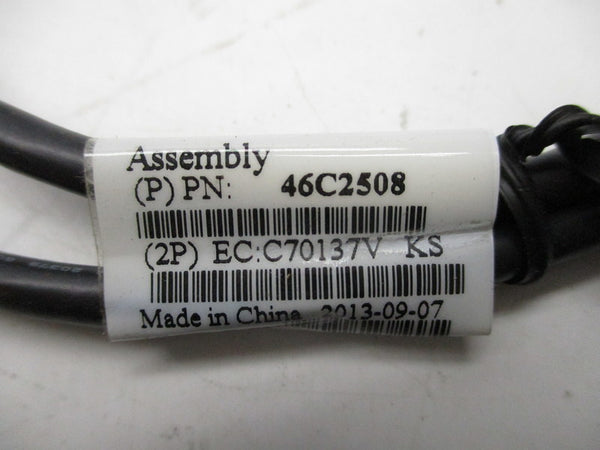 Assembly
(P) PN: 46C2508
(2P) EC:C70137V KS
Made in China 2013-09-07